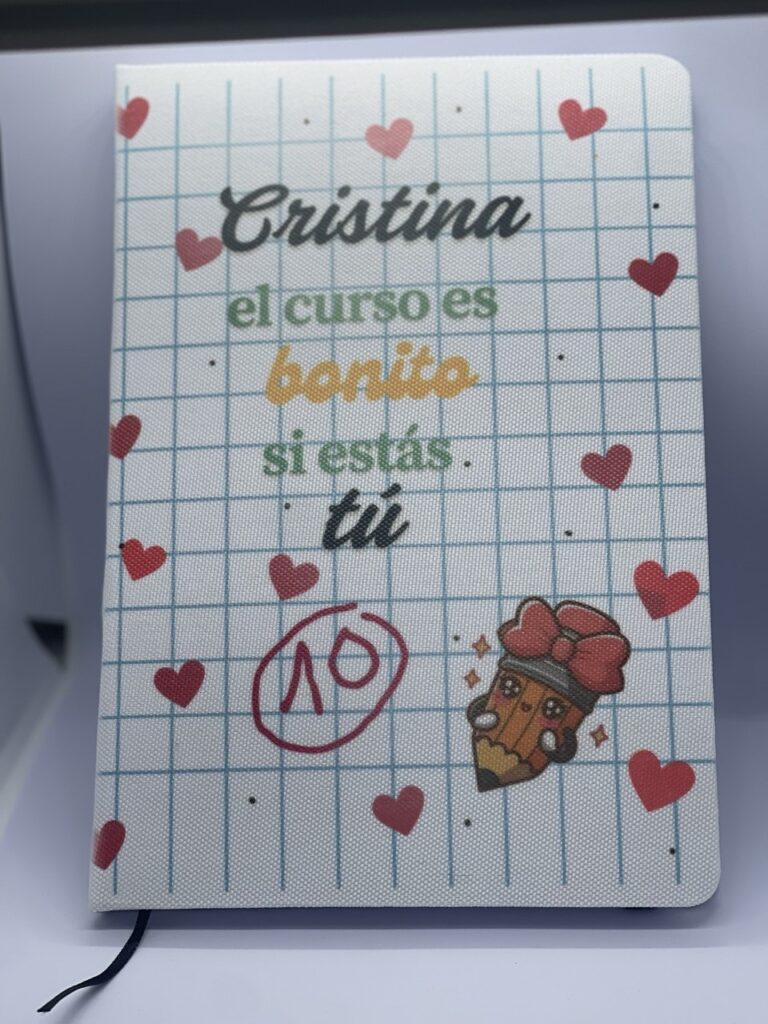 Cristina
el curso es
bonito
si estás
tú
10